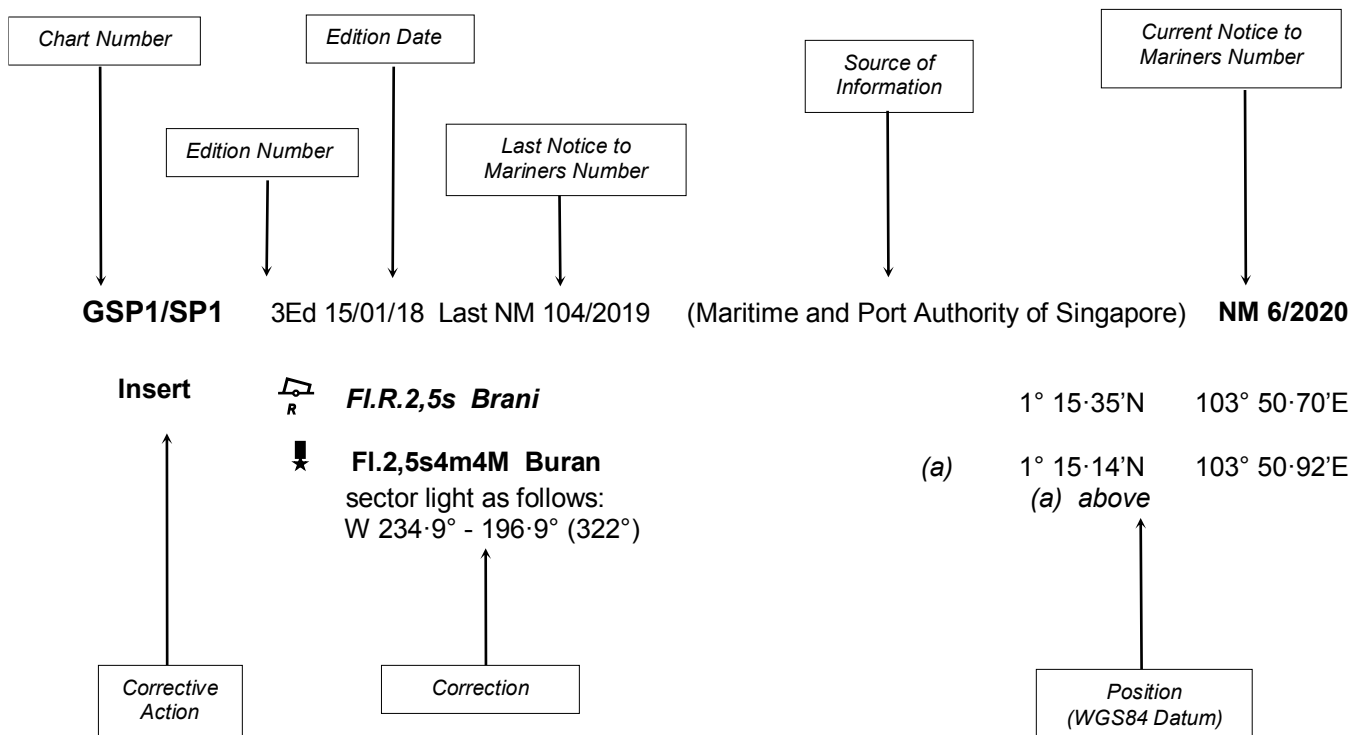 Chart Number
Edition Date
Current Notice to
Mariners Number
Source of
Information
Edition Number
Last Notice to
Mariners Number
GSP1/SP1 3Ed 15/01/18 Last NM 104/2019 (Maritime and Port Authority of Singapore) NM 6/2020
Insert R Fl.R.2,5s Brani 1° 15·35’N 103° 50·70’E
Fl.2,5s4m4M Buran (a) 1° 15·14’N 103° 50·92’E
sector light as follows: (a) above
W 234·9° - 196·9° (322°)
Corrective
Action
Correction
Position
(WGS84 Datum)